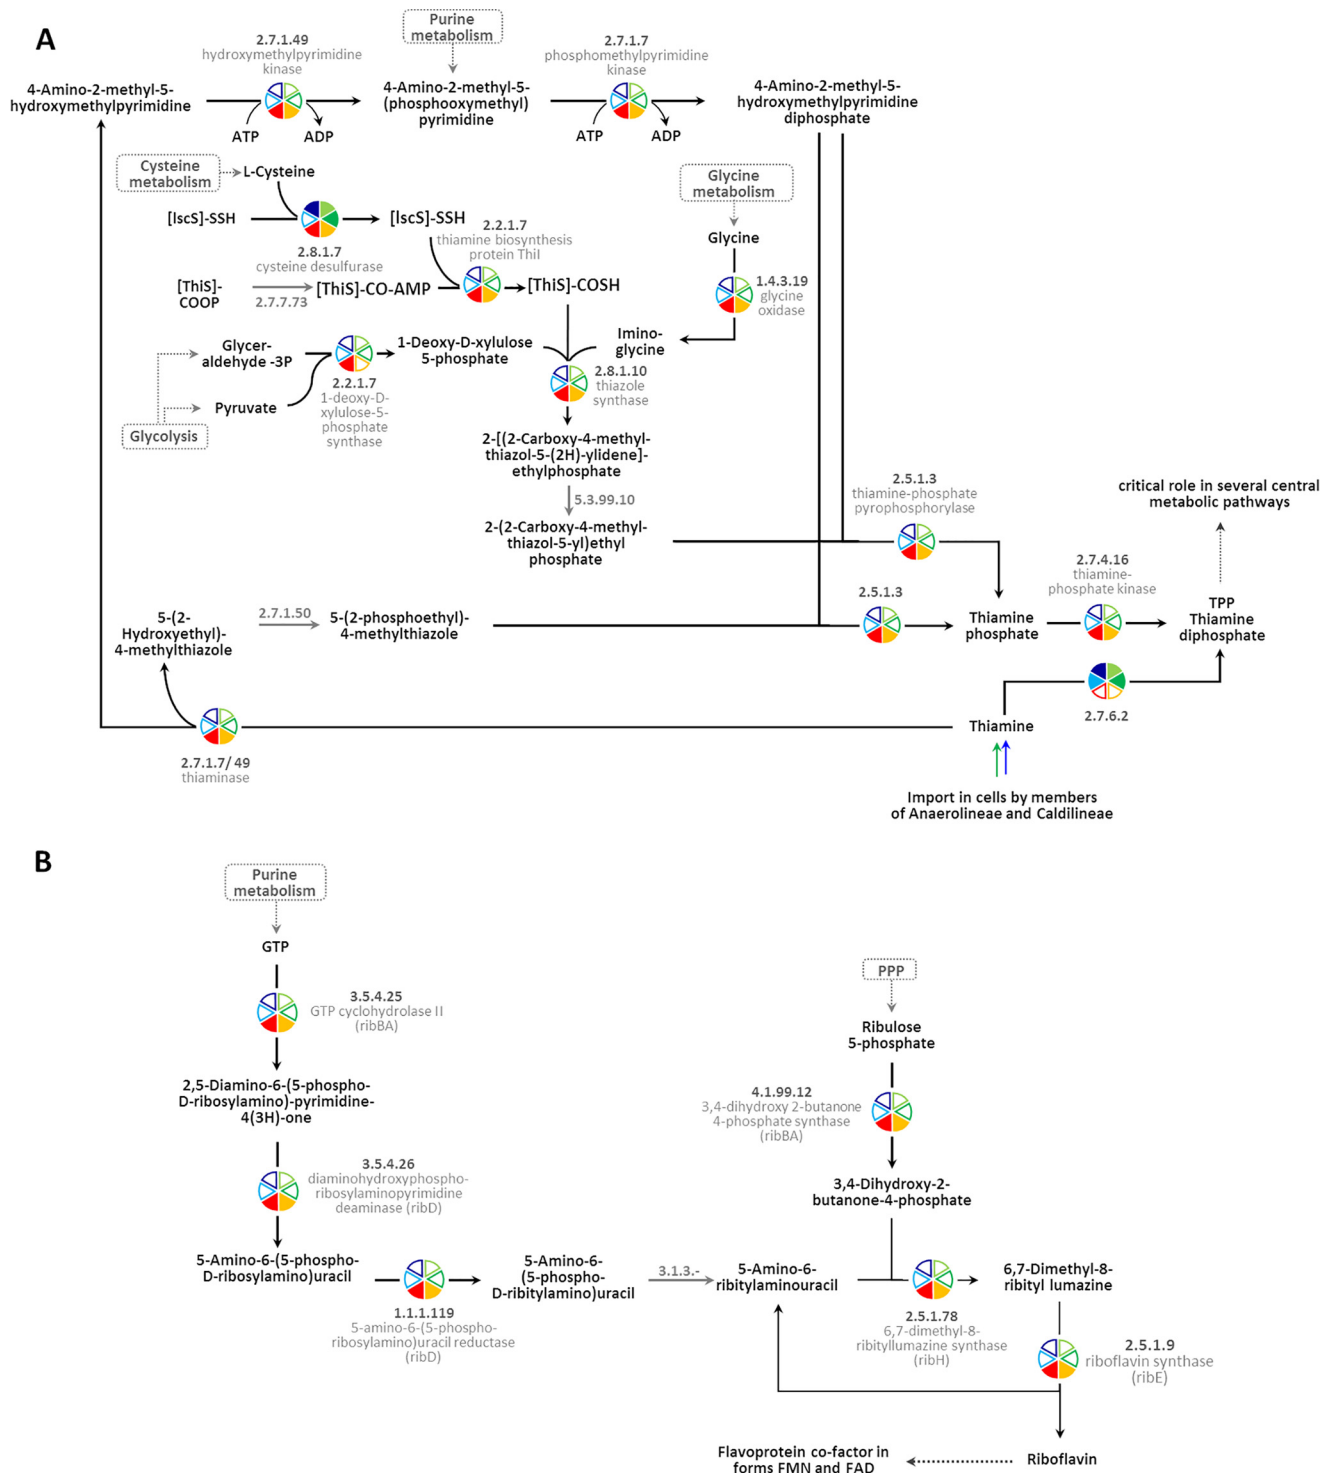 A
2.7.1.49
hydroxymethylpyrimidine
kinase
Purine
metabolism
2.7.1.7
phosphomethylpyrimidine
kinase
4-Amino-2-methyl-5-
hydroxymethylpyrimidine
ATP
ADP
4-Amino-2-methyl-5-
(phosphooxymethyl)
pyrimidine
ATP
ADP
4-Amino-2-methyl-5-
hydroxymethylpyrimidine
diphosphate
Cysteine
metabolism
L-Cysteine
Glycine
metabolism
[IscS]-SSH
[IscS]-SSH
2.8.1.7
cysteine desulfurase
2.2.1.7
thiamine biosynthesis
protein ThiI
Glycine
[ThiS]-
COOP
2.7.7.73
[ThiS]-CO-AMP
[ThiS]-COSH
1.4.3.19
glycine
oxidase
Glycer-
aldehyde -3P
1-Deoxy-D-xylulose
5-phosphate
Imino-
glycine
2.2.1.7
1-deoxy-D-
xylulose-5-
phosphate
synthase
2.8.1.10
thiazole
synthase
Pyruvate
Glycolysis
2-[(2-Carboxy-4-methyl-
thiazol-5-(2H)-ylidene]-
ethylphosphate
5.3.99.10
2-(2-Carboxy-4-methyl-
thiazol-5-yl)ethyl
phosphate
2.5.1.3
thiamine-phosphate
pyrophosphorylase
critical role in several central
metabolic pathways
2.7.4.16
thiamine-
phosphate kinase
5-(2-
Hydroxyethyl)-
4-methylthiazole
2.7.1.50
5-(2-phosphoethyl)-
4-methylthiazole
2.5.1.3
Thiamine
phosphate
TPP
Thiamine
diphosphate
2.7.6.2
Thiamine
2.7.1.7/ 49
thiaminase
Import in cells by members
of Anaerolineae and Caldilineae
B
Purine
metabolism
GTP
3.5.4.25
GTP cyclohydrolase II
(ribBA)
PPP
Ribulose
5-phosphate
2,5-Diamino-6-(5-phospho-
D-ribosylamino)-pyrimidine-
4(3H)-one
4.1.99.12
3,4-dihydroxy 2-butanone
4-phosphate synthase
(ribBA)
3.5.4.26
diaminohydroxyphospho-
ribosylaminopyrimidine
deaminase (ribD)
3,4-Dihydroxy-2-
butanone-4-phosphate
5-Amino-6-(5-phospho-
D-ribosylamino)uracil
1.1.1.119
5-amino-6-(5-phospho-
ribosylamino)uracil reductase
(ribD)
5-Amino-6-
(5-phospho-
D-ribitylamino)uracil
3.1.3.-
5-Amino-6-
ribitylaminouracil
2.5.1.78
6,7-dimethyl-8-
ribityllumazine synthase
(ribH)
6,7-Dimethyl-8-
ribityl lumazine
2.5.1.9
riboflavin synthase
(ribE)
Flavoprotein co-factor in
forms FMN and FAD
Riboflavin